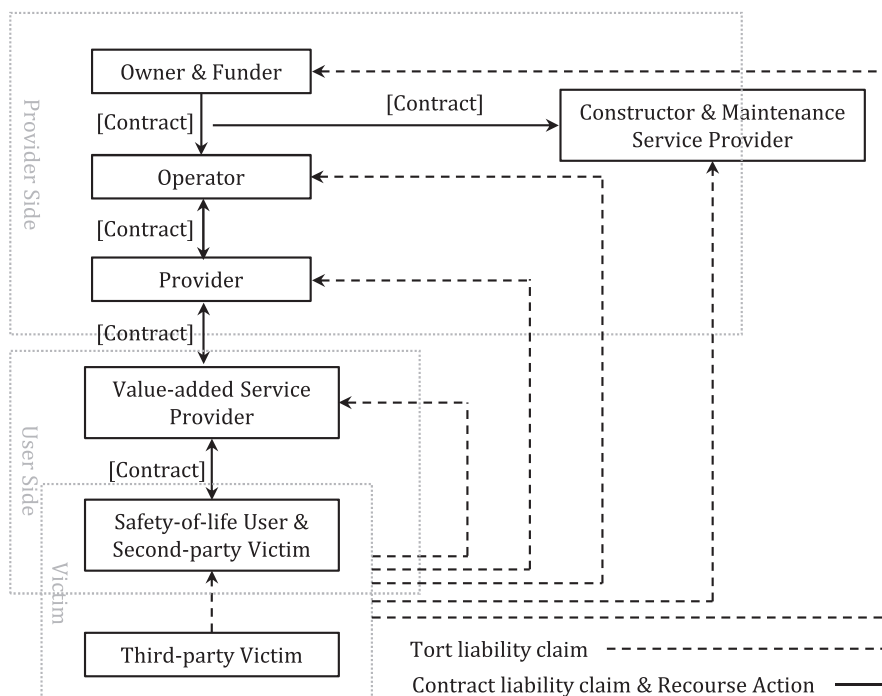 Provider Side
Owner & Funder
[Contract]
[Contract]
Constructor & Maintenance
Service Provider
Operator
[Contract]
Provider
[Contract]
User Side
Value-added Service
Provider
[Contract]
Safety-of-life User &
Second-party Victim
Victim
Third-party Victim
Tort liability claim
Contract liability claim & Recourse Action